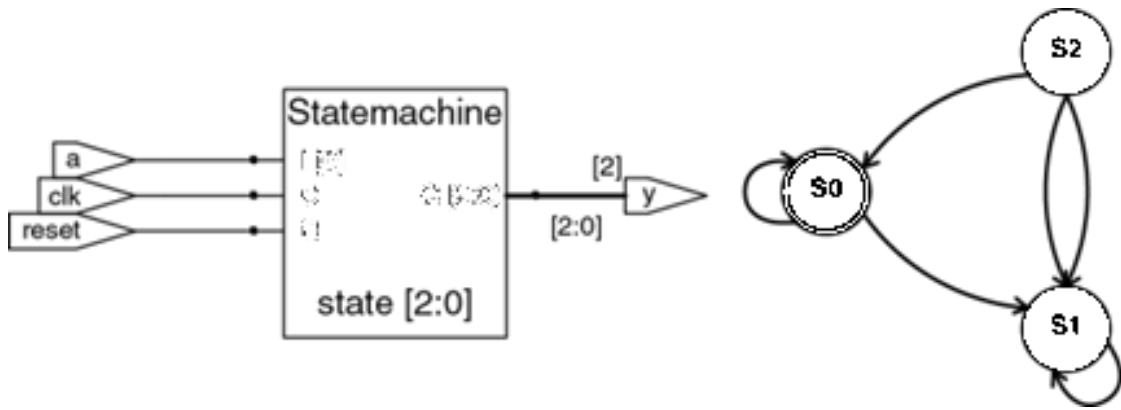 Statemachine
a
clk
reset
[2]
y
[2:0]
state [2:0]
S2
S0
S1